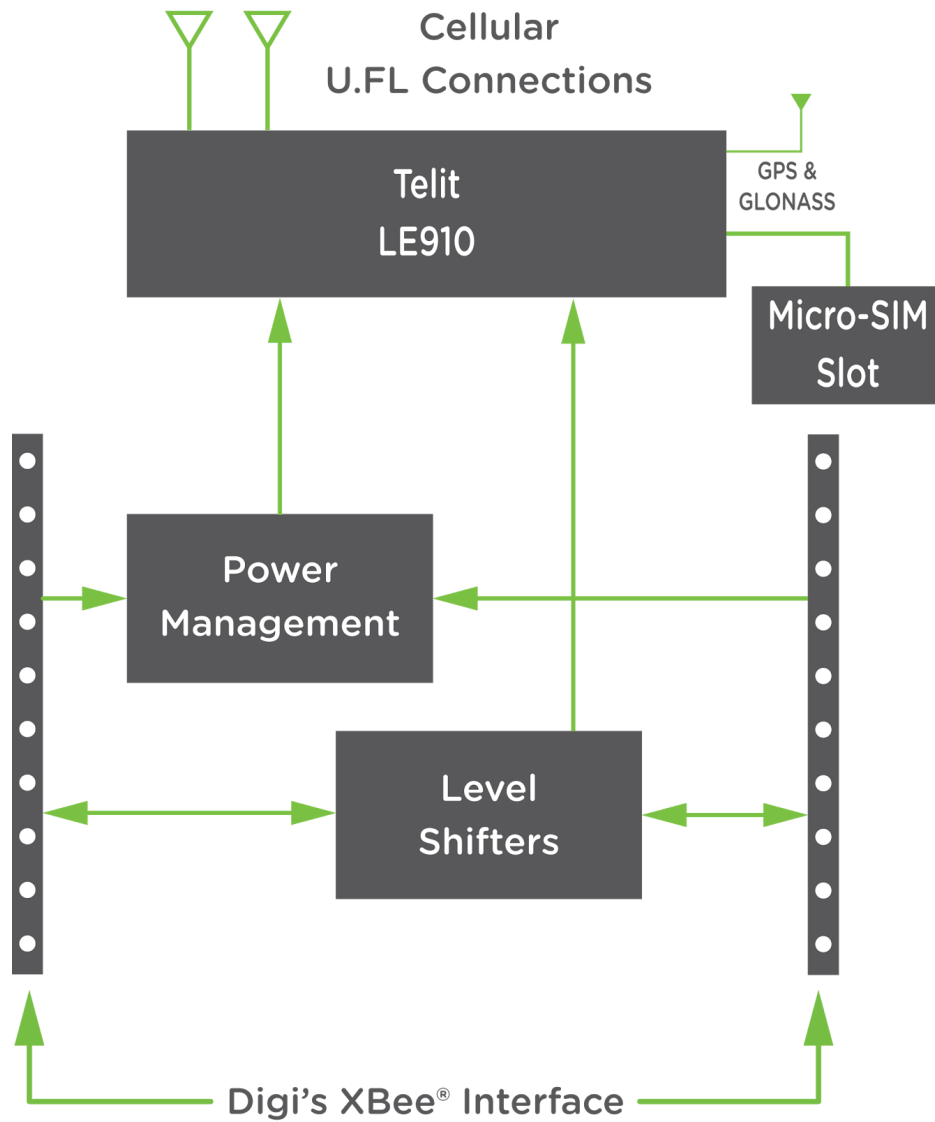 Cellular
U.FL Connections
Telit
LE910
GPS &
GLONASS
Micro-SIM
Slot
Power
Management
Level
Shifters
Digi’s XBee® Interface